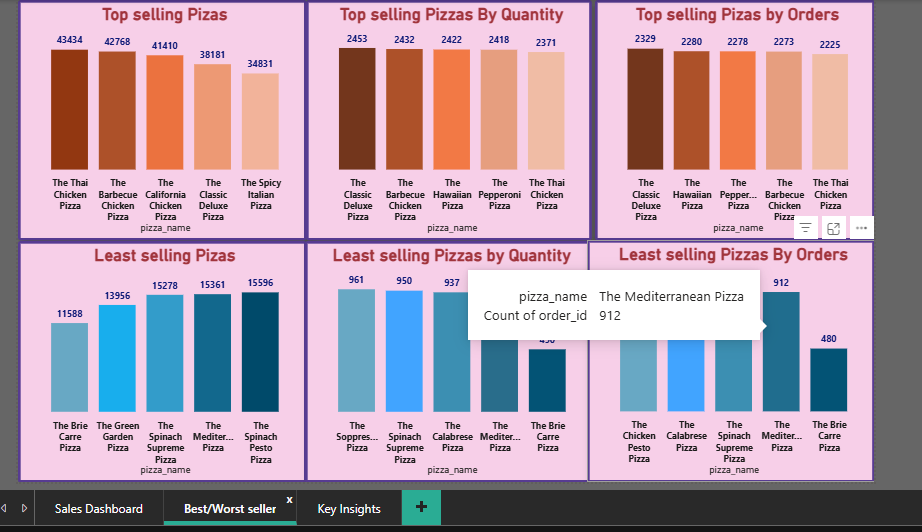 Top selling Pizas
43434 42768 41410 38181 34831
The Thai Chicken Pizza
The Barbecue Chicken Pizza
The California Chicken Pizza
The Classic Deluxe Pizza
The Spicy Italian Pizza
pizza_name
Top selling Pizzas By Quantity
2453 2432 2422 2418 2371
The Classic Deluxe Pizza
The Barbecue Chicken Pizza
The Hawaiian Pizza
The Pepperoni Pizza
The Thai Chicken Pizza
pizza_name
Top selling Pizas by Orders
2329 2280 2278 2273 2225
The Classic Deluxe Pizza
The Hawaiian Pizza
The Pepper... Pizza
The Barbecue Chicken Pizza
The Thai Chicken Pizza
pizza_name
Least selling Pizas
11588 13956 15278 15361 15596
The Brie Carre Pizza
The Green Garden Pizza
The Spinach Supreme Pizza
The Mediter... Pizza
The Spinach Pesto Pizza
pizza_name
Least selling Pizzas by Quantity
961 950 937
The Soppres... Pizza
The Spinach Supreme Pizza
The Calabrese Pizza
The Mediter... Pizza
The Brie Carre Pizza
pizza_name
Least selling Pizzas By Orders
912 480
pizza_name The Mediterranean Pizza
Count of order_id 912
The Chicken Pesto Pizza
The Calabrese Pizza
The Spinach Supreme Pizza
The Mediter... Pizza
The Brie Carre Pizza
pizza_name
Sales Dashboard
Best/Worst seller
x
Key Insights
+